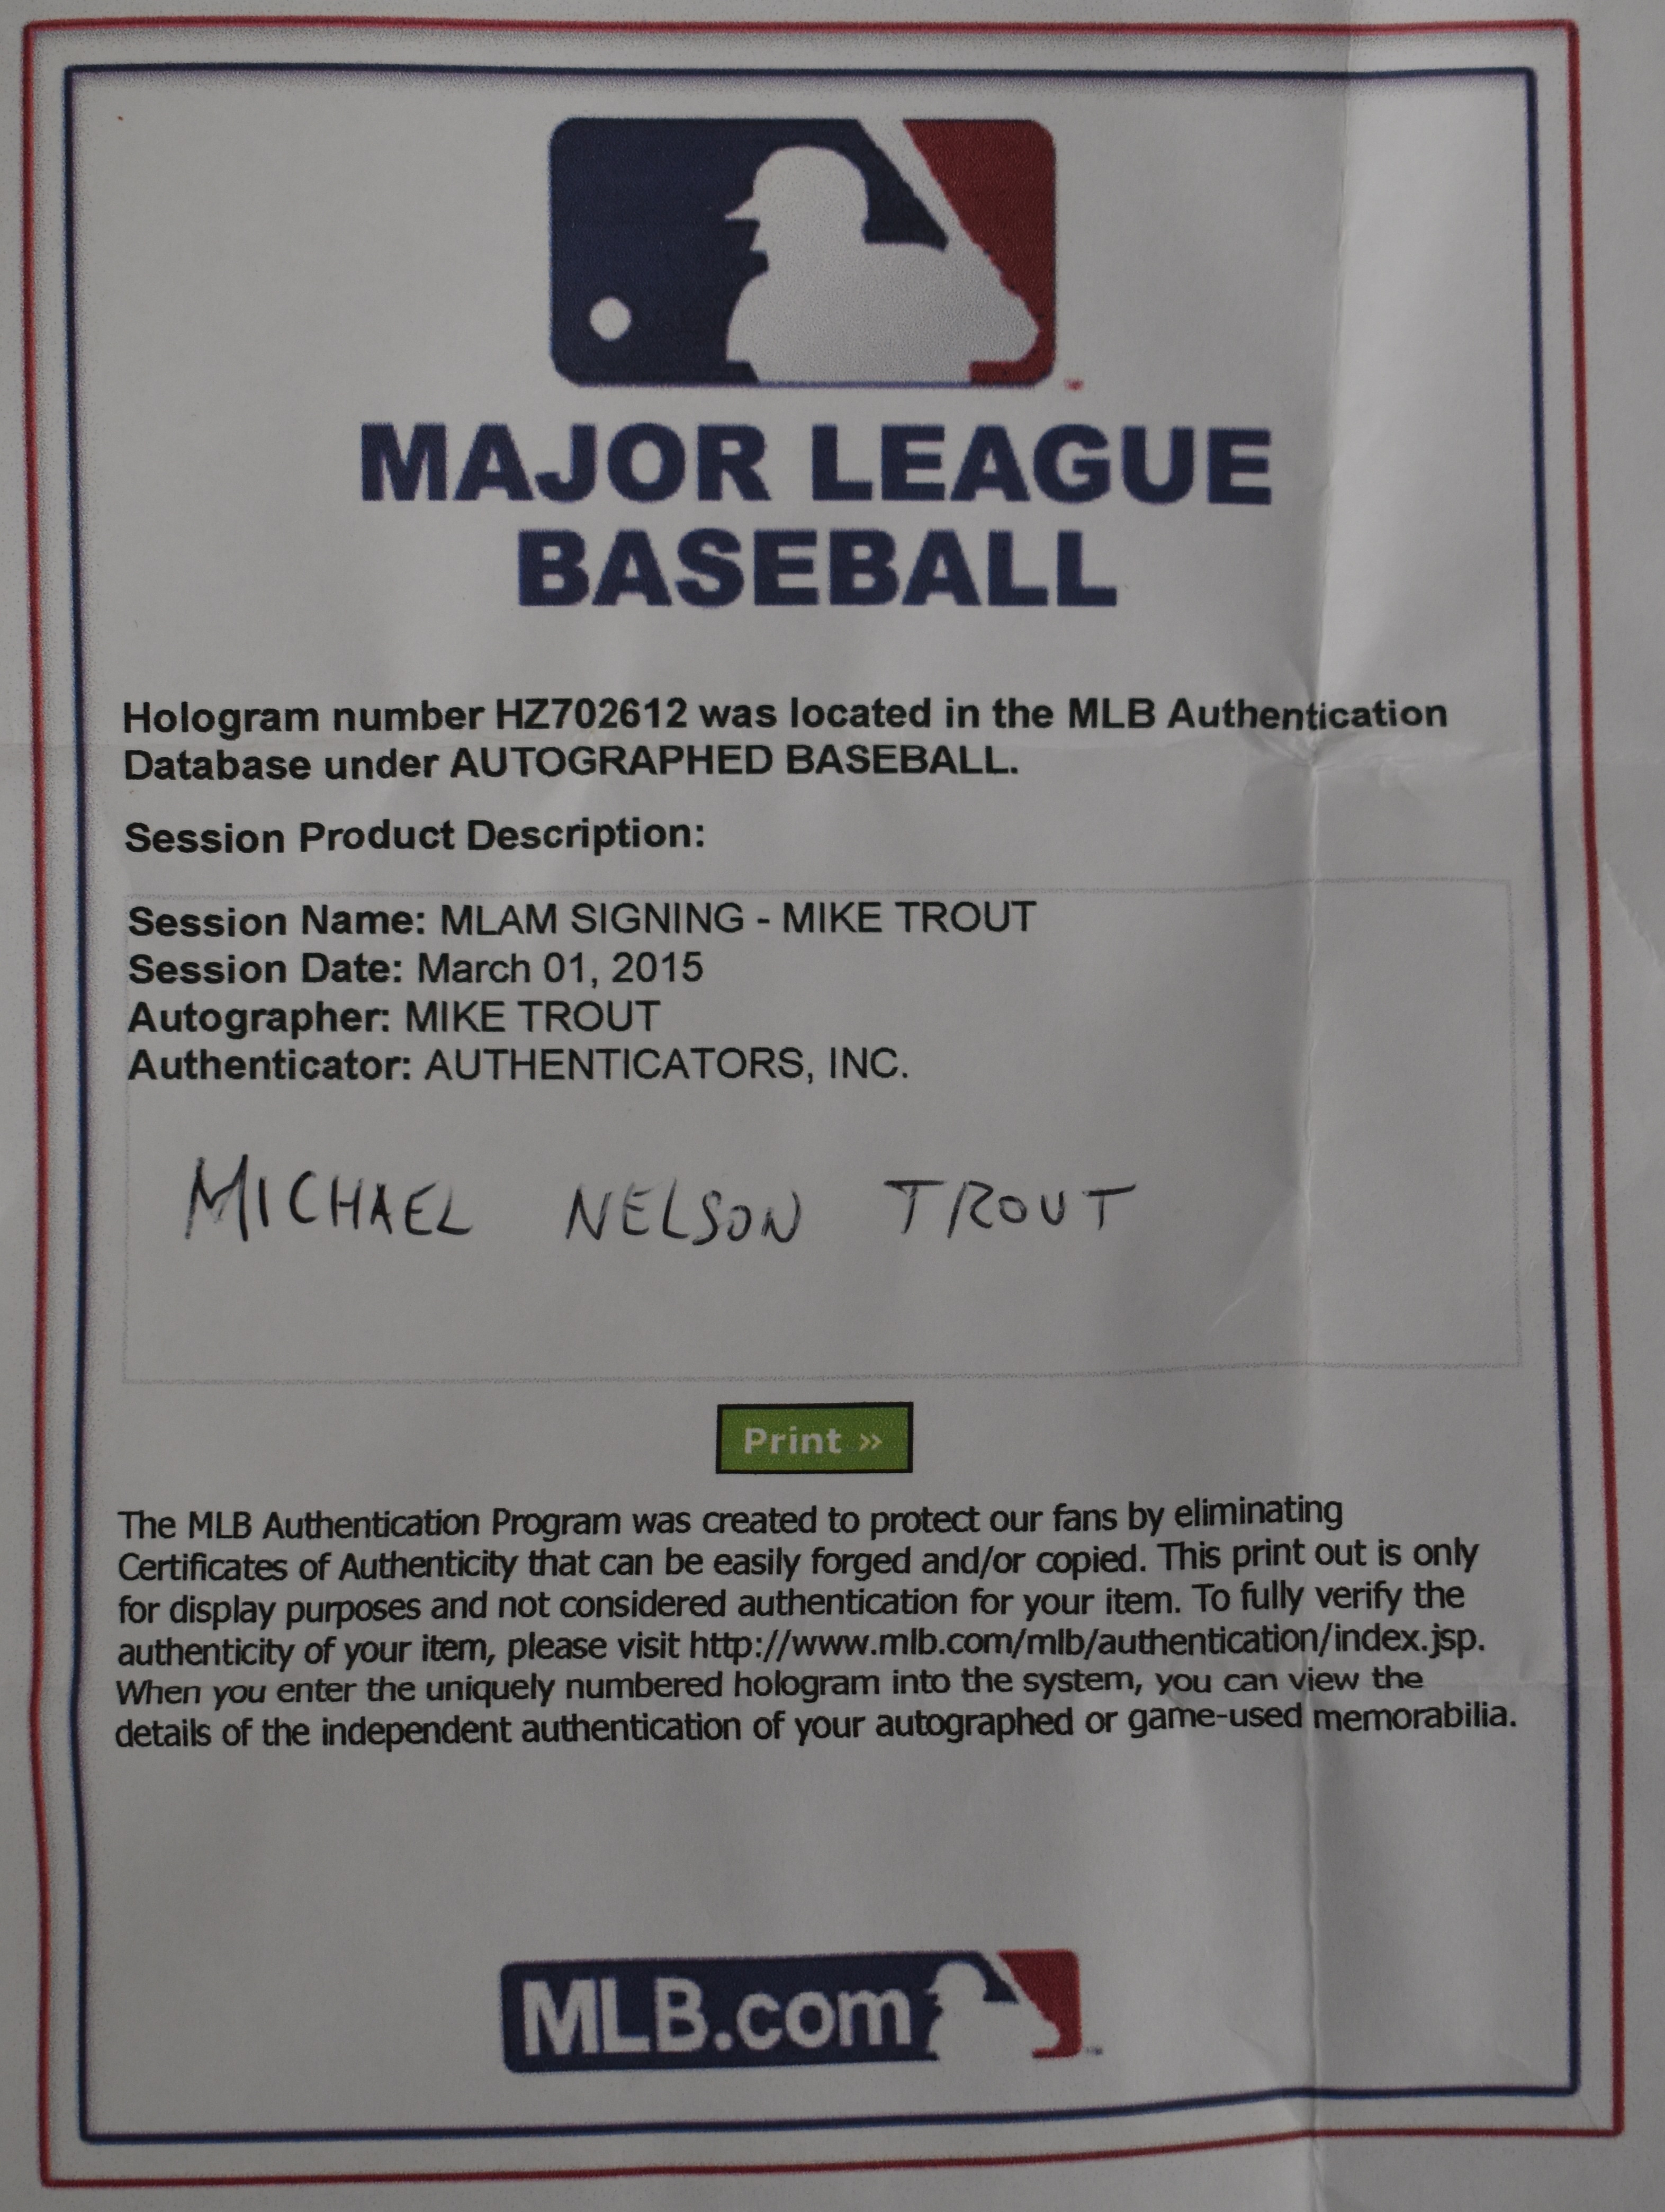 MAJOR LEAGUE
BASEBALL
Hologram number HZ702612 was located in the MLB Authentication
Database under AUTOGRAPHED BASEBALL.
Session Product Description:
Session Name: MLAM SIGNING - MIKE TROUT
Session Date: March 01, 2015
Autographer: MIKE TROUT
Authenticator: AUTHENTICATORS, INC.
MICHAEL NELSON TROUT
Print »
The MLB Authentication Program was created to protect our fans by eliminating
Certificates of Authenticity that can be easily forged and/or copied. This print out is only
for display purposes and not considered authentication for your item. To fully verify the
authenticity of your item, please visit http://www.mlb.com/mlb/authentication/index.jsp.
When you enter the uniquely numbered hologram into the system, you can view the
details of the independent authentication of your autographed or game-used memorabilia.
MLB.com